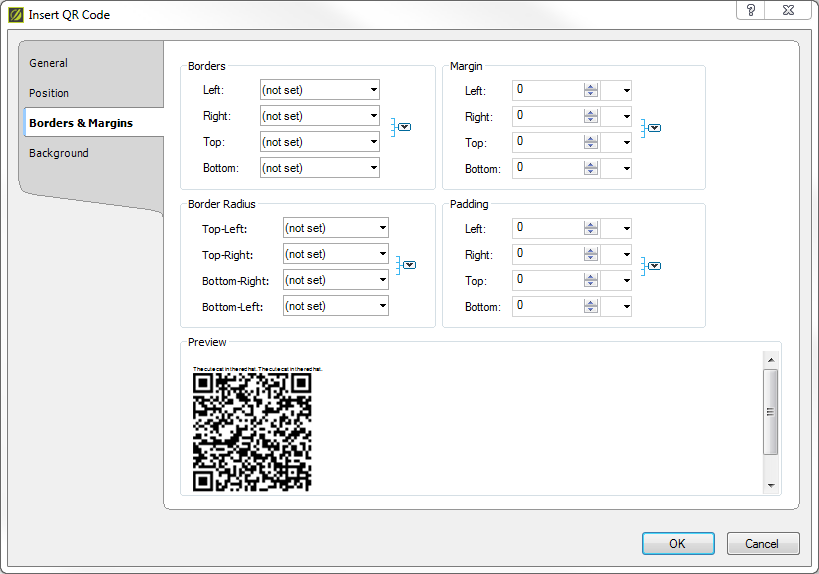 Insert QR Code
General
Position
Borders & Margins
Background
Borders
Left: (not set)
Right: (not set)
Top: (not set)
Bottom: (not set)
Margin
Left: 0
Right: 0
Top: 0
Bottom: 0
Border Radius
Top-Left: (not set)
Top-Right: (not set)
Bottom-Right: (not set)
Bottom-Left: (not set)
Padding
Left: 0
Right: 0
Top: 0
Bottom: 0
Preview
The cute cat in the red hat. The cute cat in the red hat.
OK
Cancel